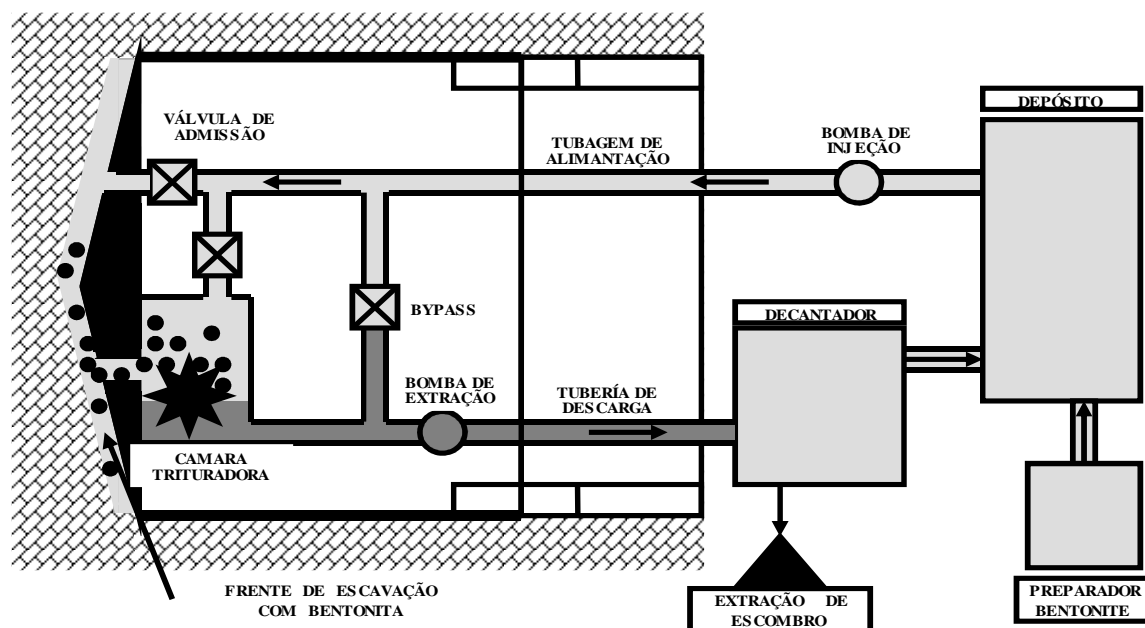 DEPÓSITO
VÁLVULA DE
ADMISSÃO
TUBAGEM DE
ALIMANTAÇÃO
BOMBA DE
INJEÇÃO
BYPASS
DECANTADOR
BOMBA DE
EXTRAÇÃO
TUBERÍA DE
DESCARGA
CAMARA
TRITURADORA
FRENTE DE ESCAVAÇÃO
COM BENTONITA
EXTRAÇÃO DE
ESCOMBRO
PREPARADOR
BENTONITE